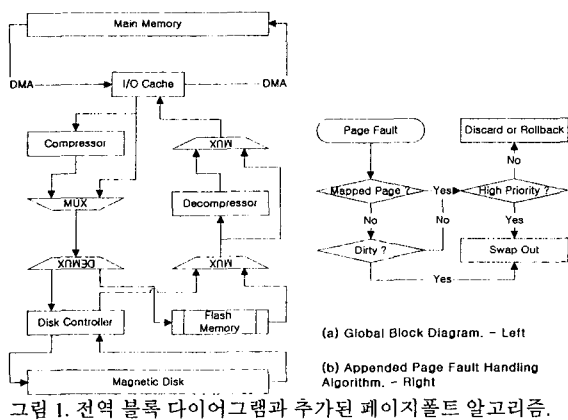 Main Memory
DMA
I/O Cache
DMA
Compressor
MUX
MUX
Decompressor
DEMUX
MUX
Disk Controller
Flash
Memory
Magnetic Disk
Page Fault
Discard or Rollback
No
Mapped Page ?
Yes
High Priority ?
No
No
Yes
Dirty ?
Swap Out
Yes
(a) Global Block Diagram. - Left
(b) Appended Page Fault Handling
Algorithm. - Right
그림 1. 전역 블록 다이어그램과 추가된 페이지폴트 알고리즘.